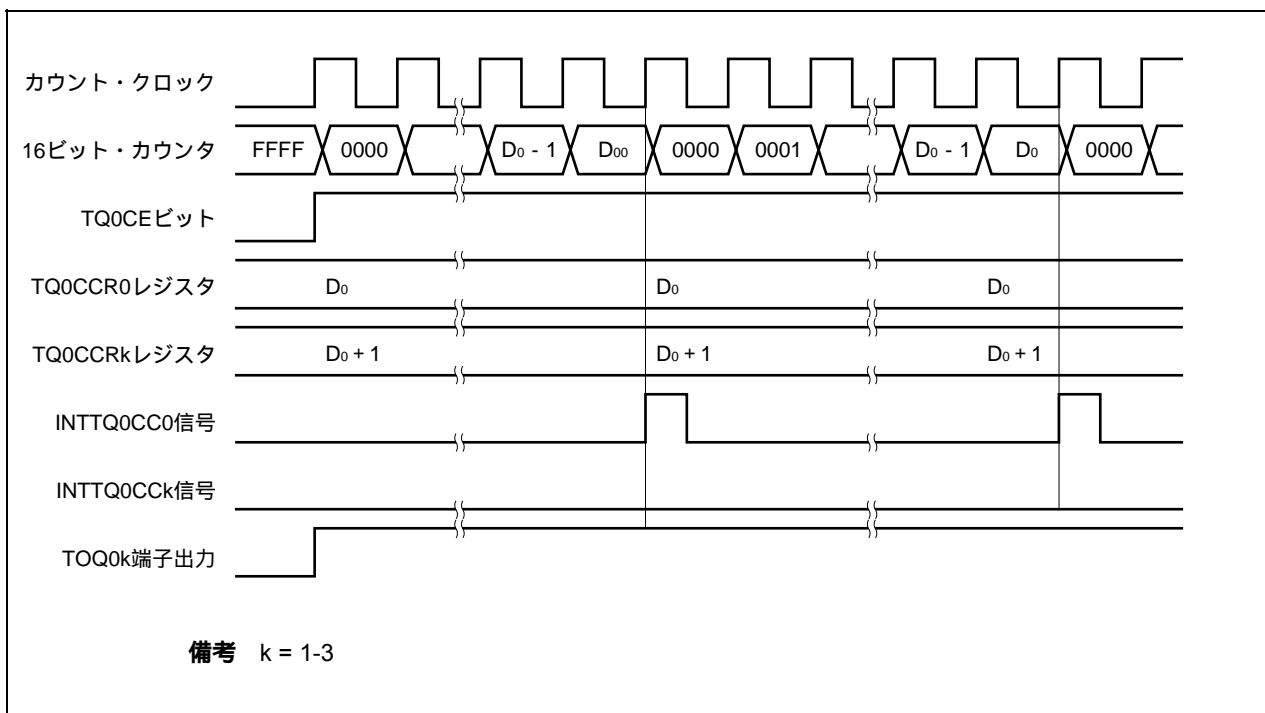 カウント・クロック
16ビット・カウンタ FFFF 0000 D0 - 1 D00 0000 0001 D0 - 1 D0 0000
TQ0CEビット
TQ0CCR0レジスタ D0 D0 D0
TQ0CCRkレジスタ D0 + 1 D0 + 1 D0 + 1
INTTQ0CC0信号
INTTQ0CCk信号
TOQ0k端子出力
備考 k = 1-3